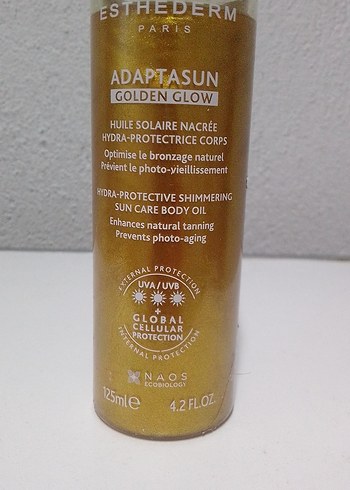 ESTHEDERM
PARIS
ADAPTASUN
GOLDEN GLOW
HUILE SOLAIRE NACRÉE
HYDRA-PROTECTRICE CORPS
Optimise le bronzage naturel
Prévient le photo-vieillissement
HYDRA-PROTECTIVE SHIMMERING
SUN CARE BODY OIL
Enhances natural tanning
Prevents photo-aging
EXTERNAL PROTECTION
UVA/UVB
+
GLOBAL
CELLULAR
PROTECTION
INTERNAL PROTECTION
NAOS
ECOBIOLOGY
125ml℮ 4.2 FL.OZ.